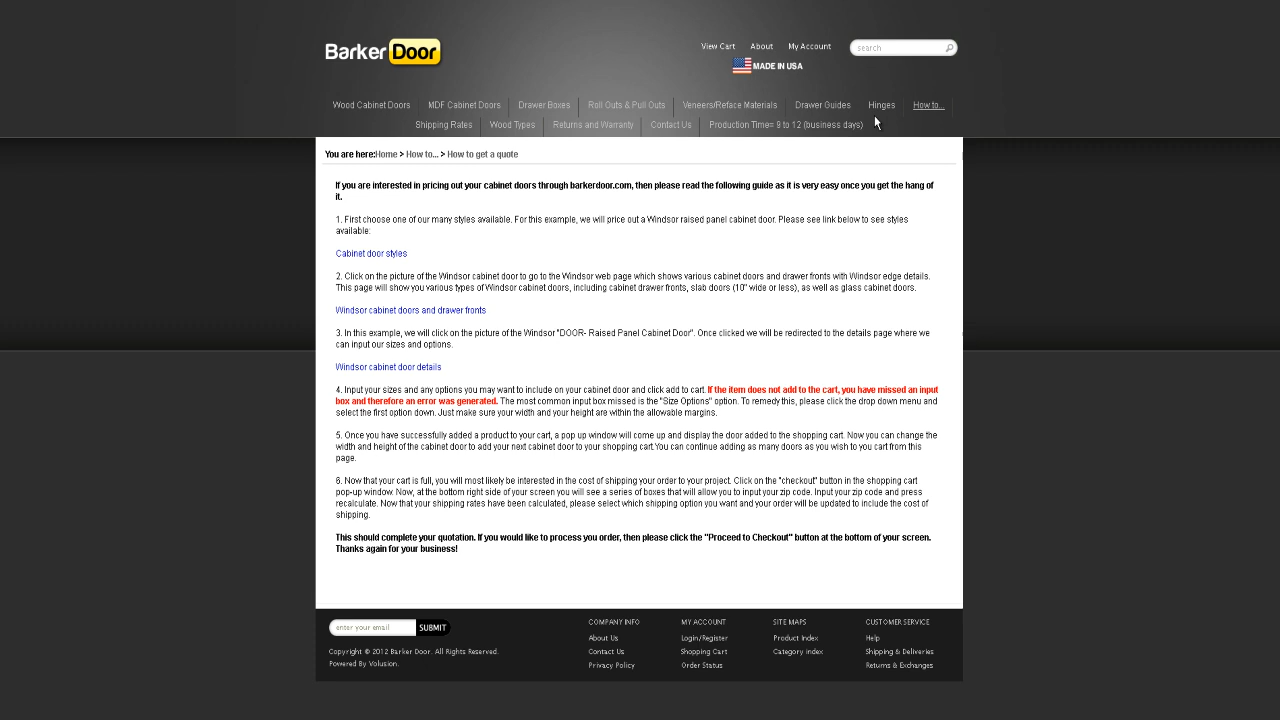 BarkerDoor
View Cart About My Account search
MADE IN USA
Wood Cabinet Doors MDF Cabinet Doors Drawer Boxes Roll Outs & Pull Outs Veneers/Reface Materials Drawer Guides Hinges How to...
Shipping Rates Wood Types Returns and Warranty Contact Us Production Time= 9 to 12 (business days)
You are here:Home > How to... > How to get a quote
If you are interested in pricing out your cabinet doors through barkerdoor.com, then please read the following guide as it is very easy once you get the hang of
it.
1. First choose one of our many styles available. For this example, we will price out a Windsor raised panel cabinet door. Please see link below to see styles
available:
Cabinet door styles
2. Click on the picture of the Windsor cabinet door to go to the Windsor web page which shows various cabinet doors and drawer fronts with Windsor edge details.
This page will show you various types of Windsor cabinet doors, including cabinet drawer fronts, slab doors (10" wide or less), as well as glass cabinet doors.
Windsor cabinet doors and drawer fronts
3. In this example, we will click on the picture of the Windsor "DOOR- Raised Panel Cabinet Door". Once clicked we will be redirected to the details page where we
can input our sizes and options.
Windsor cabinet door details
4. Input your sizes and any options you may want to include on your cabinet door and click add to cart. If the item does not add to the cart, you have missed an input
box and therefore an error was generated. The most common input box missed is the "Size Options" option. To remedy this, please click the drop down menu and
select the first option down. Just make sure your width and your height are within the allowable margins.
5. Once you have successfully added a product to your cart, a pop up window will come up and display the door added to the shopping cart. Now you can change the
width and height of the cabinet door to add your next cabinet door to your shopping cart.You can continue adding as many doors as you wish to you cart from this
page.
6. Now that your cart is full, you will most likely be interested in the cost of shipping your order to your project. Click on the "checkout" button in the shopping cart
pop-up window. Now, at the bottom right side of your screen you will see a series of boxes that will allow you to input your zip code. Input your zip code and press
recalculate. Now that your shipping rates have been calculated, please select which shipping option you want and your order will be updated to include the cost of
shipping.
This should complete your quotation. If you would like to process you order, then please click the "Proceed to Checkout" button at the bottom of your screen.
Thanks again for your business!
enter your email SUBMIT
Copyright © 2012 Barker Door. All Rights Reserved.
Powered By Volusion.
COMPANY INFO
About Us
Contact Us
Privacy Policy
MY ACCOUNT
Login/Register
Shopping Cart
Order Status
SITE MAPS
Product Index
Category Index
CUSTOMER SERVICE
Help
Shipping & Deliveries
Returns & Exchanges